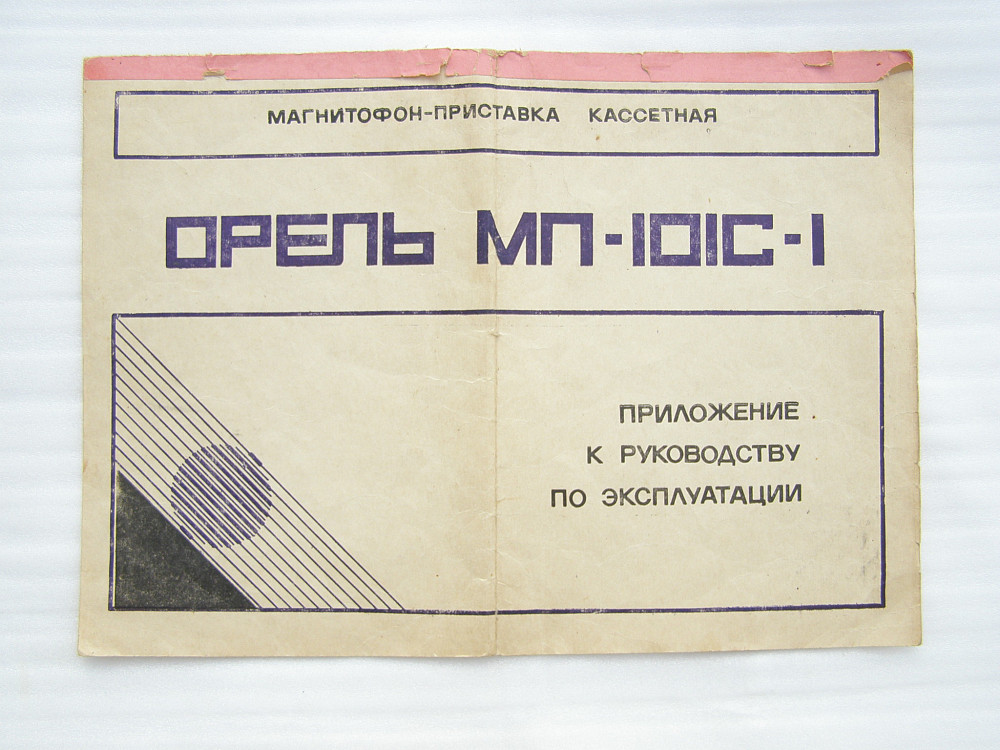 МАГНИТОФОН-ПРИСТАВКА КАССЕТНАЯ
ОРЕЛЬ МП-101С-1
ПРИЛОЖЕНИЕ
К РУКОВОДСТВУ
ПО ЭКСПЛУАТАЦИИ